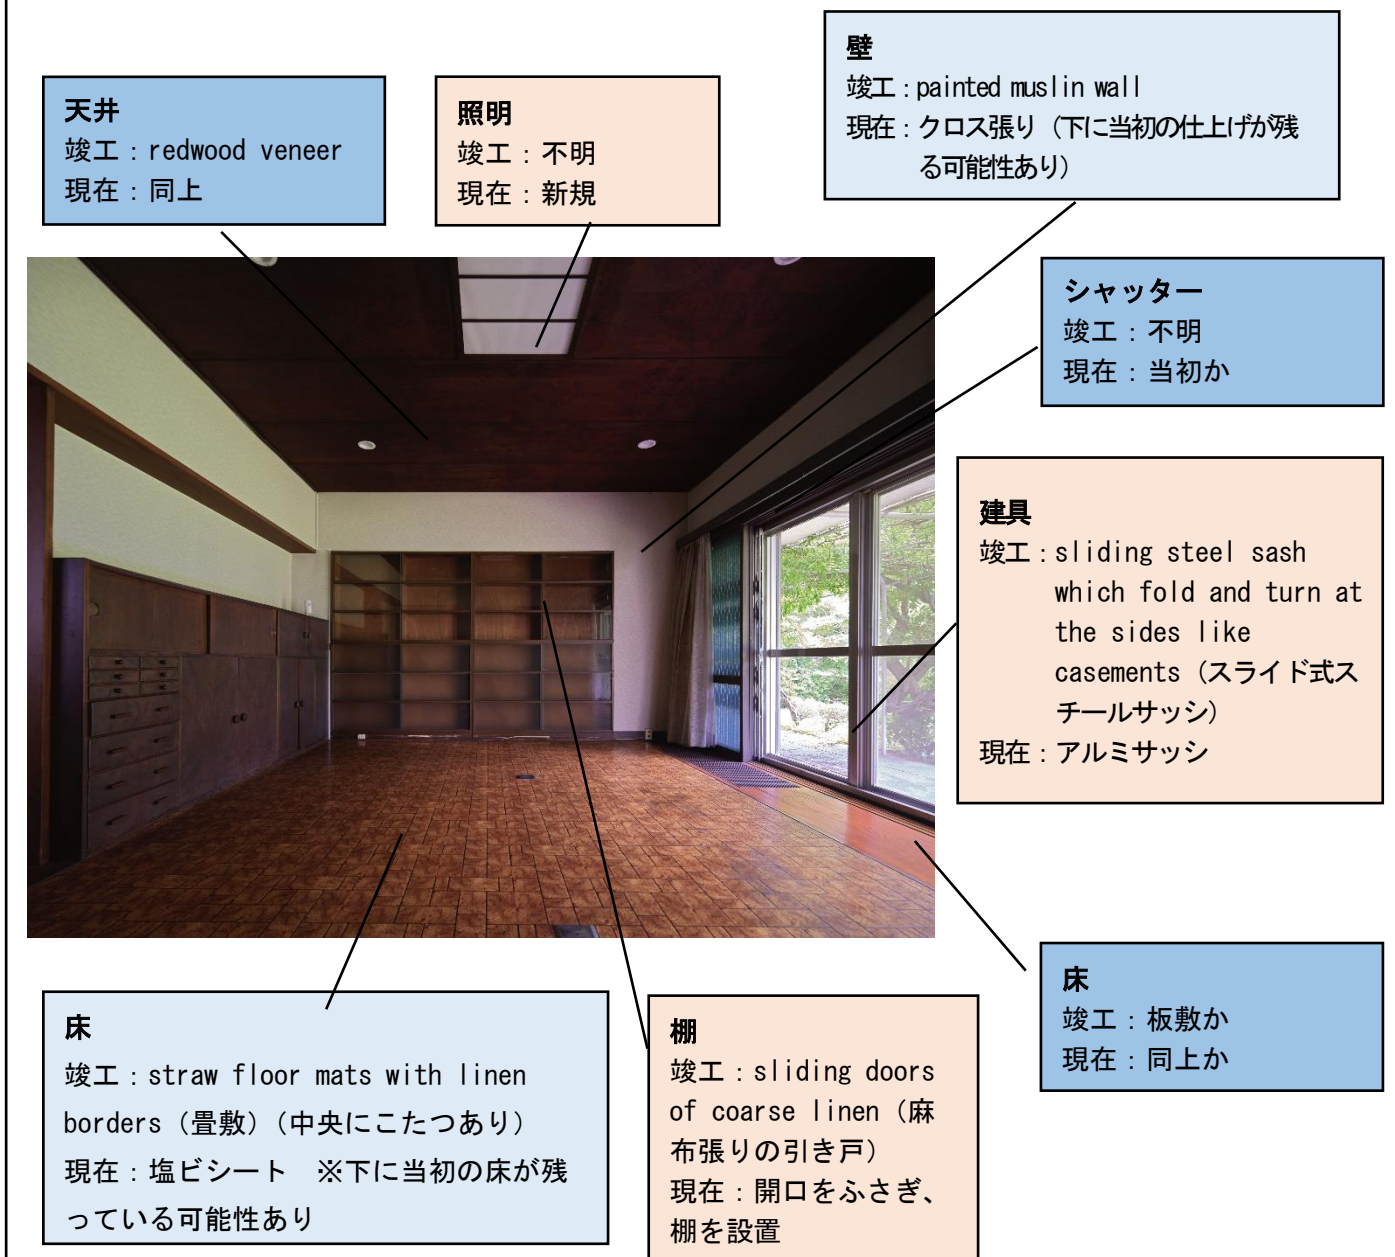 壁
竣工：painted muslin wall
現在：クロス張り（下に当初の仕上げが残
る可能性あり）
天井
竣工：redwood veneer
現在：同上
照明
竣工：不明
現在：新規
シャッター
竣工：不明
現在：当初か
建具
竣工：sliding steel sash
which fold and turn at
the sides like
casements（スライド式ス
チールサッシ）
現在：アルミサッシ
床
竣工：板敷か
現在：同上か
床
竣工：straw floor mats with linen
borders（畳敷）（中央にこたつあり）
現在：塩ビシート　※下に当初の床が残
っている可能性あり
棚
竣工：sliding doors
of coarse linen（麻
布張りの引き戸）
現在：開口をふさぎ、
棚を設置